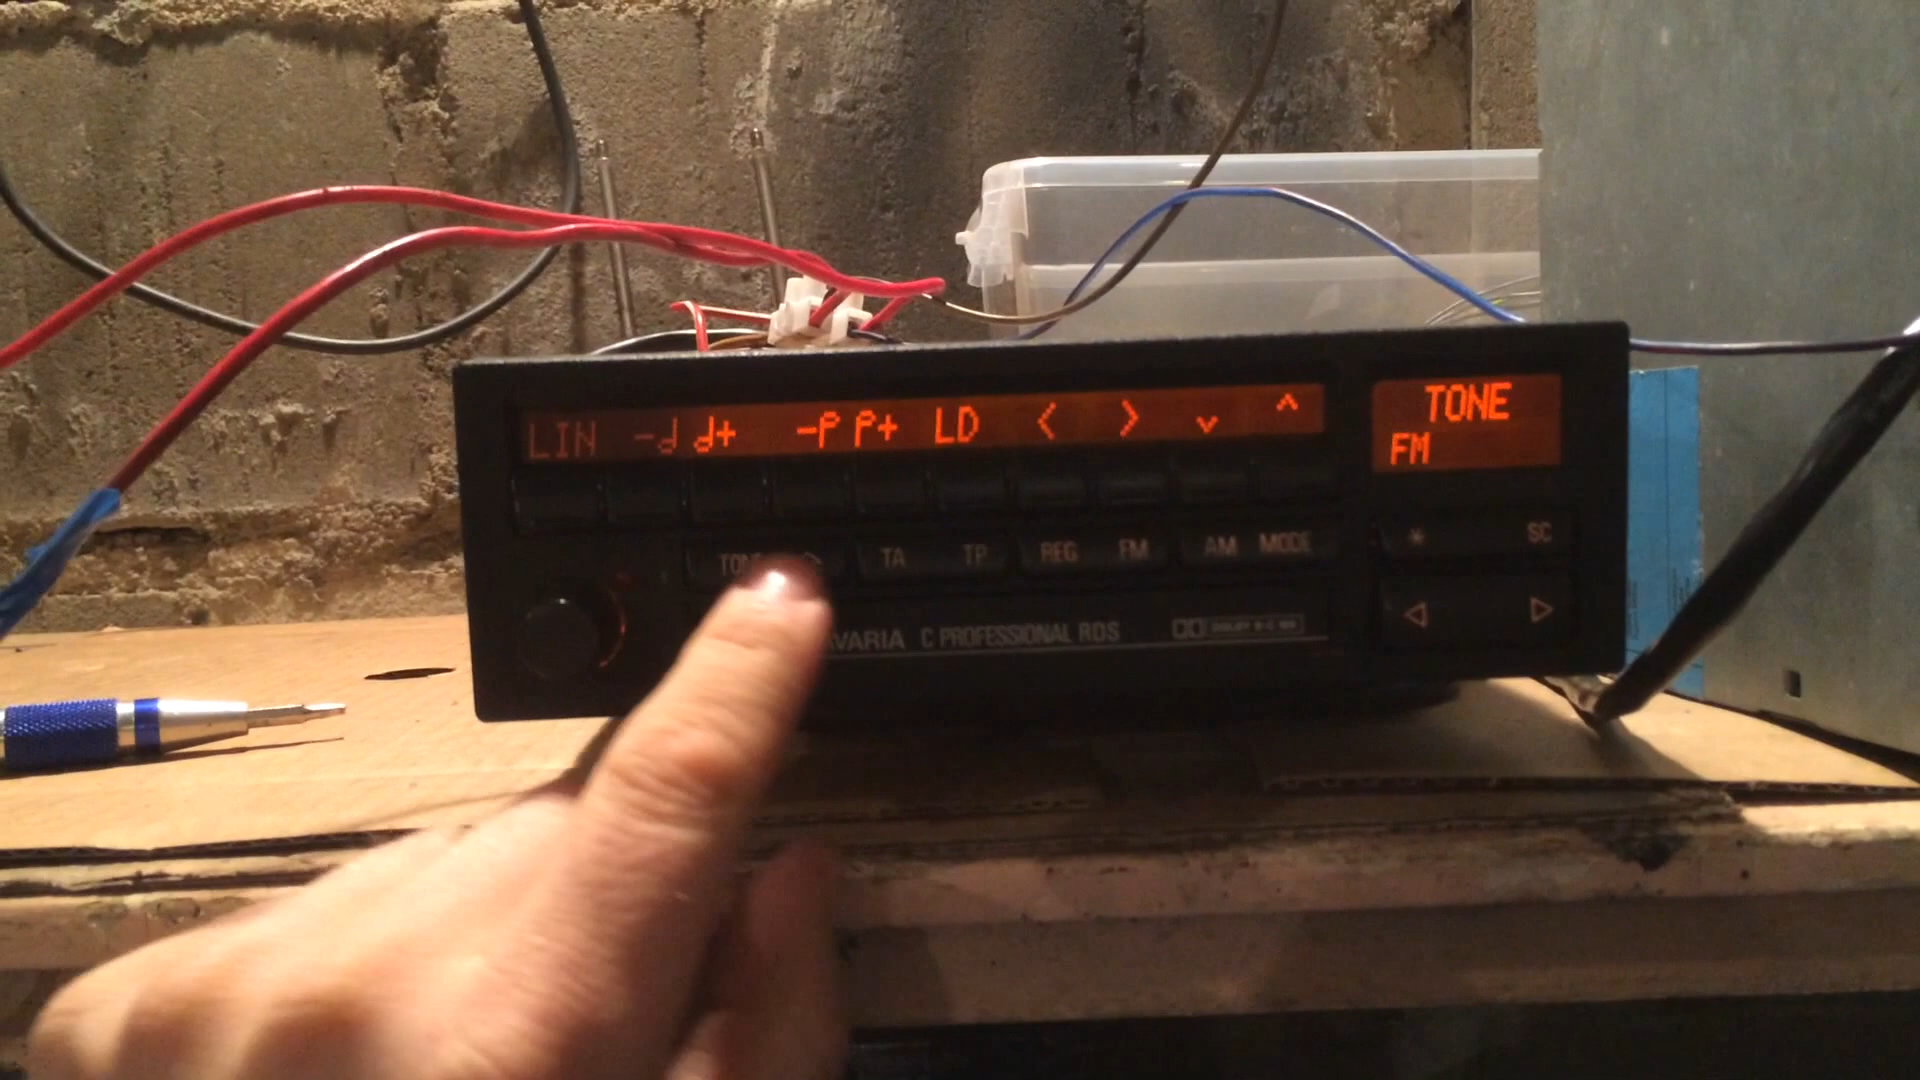 LIN -d d+ -p p+ LD < > ⌄ ^
TONE
FM
TA TP REG FM AM MODE
* SC
C PROFESSIONAL RDS